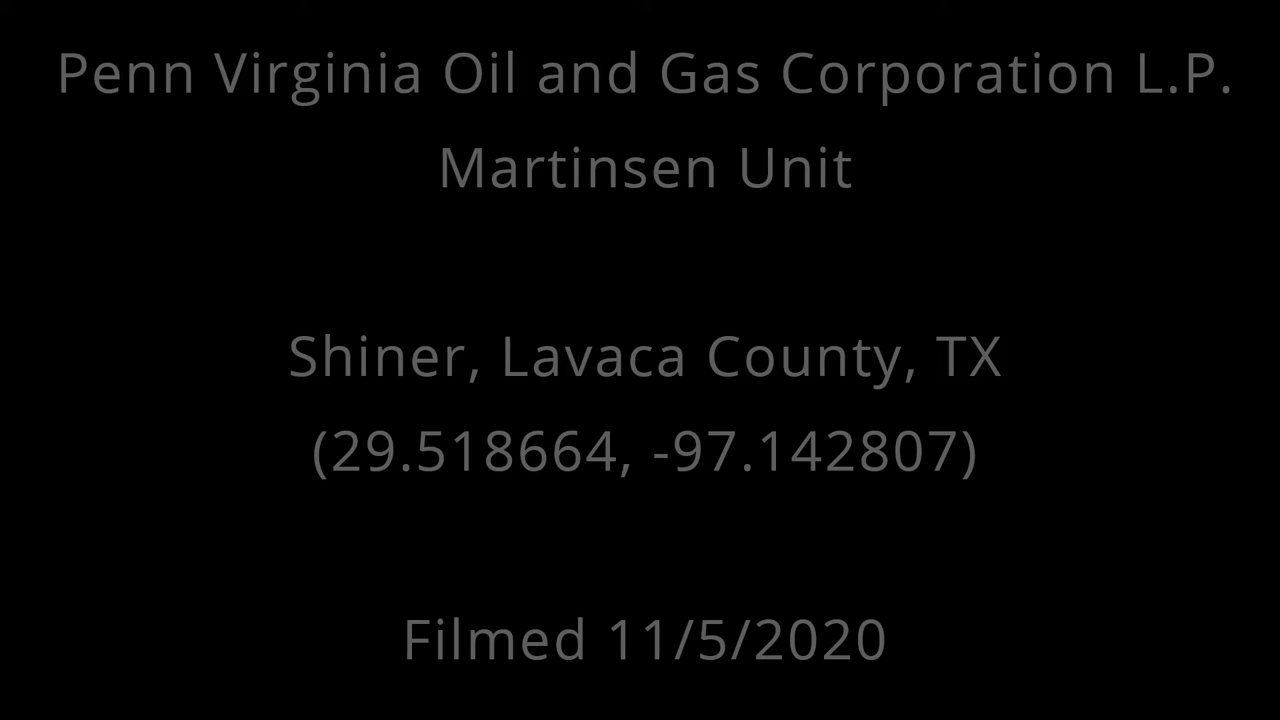 Penn Virginia Oil and Gas Corporation L.P.
Martinsen Unit
Shiner, Lavaca County, TX
(29.518664, -97.142807)
Filmed 11/5/2020